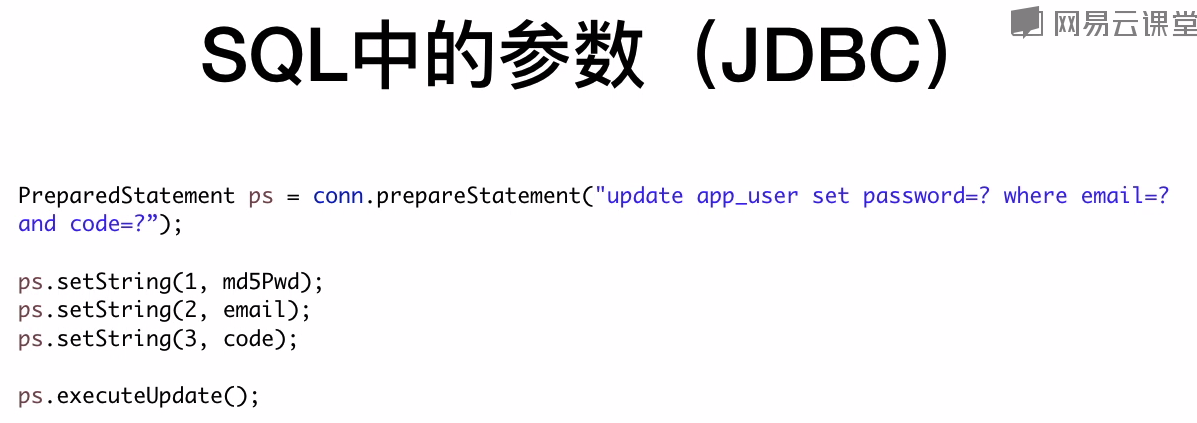 网易云课堂
SQL中的参数（JDBC）
PreparedStatement ps = conn.prepareStatement("update app_user set password=? where email=?
and code=?”);
ps.setString(1, md5Pwd);
ps.setString(2, email);
ps.setString(3, code);
ps.executeUpdate();